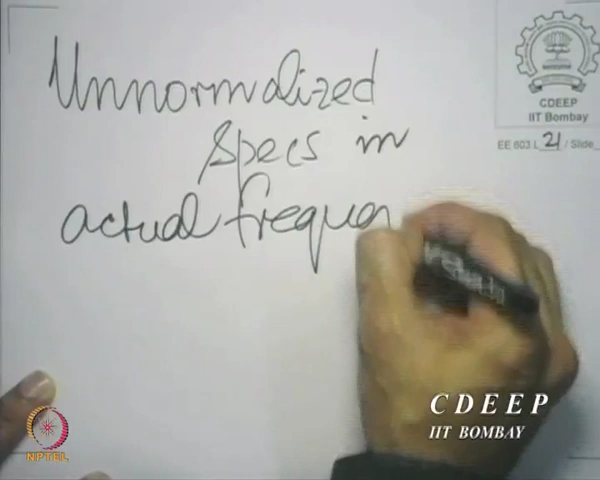 Unnormalized
specs in
actual frequen
CDEEP
IIT Bombay
EE 603 L 21 / Slide
CDEEP
IIT BOMBAY
NPTEL